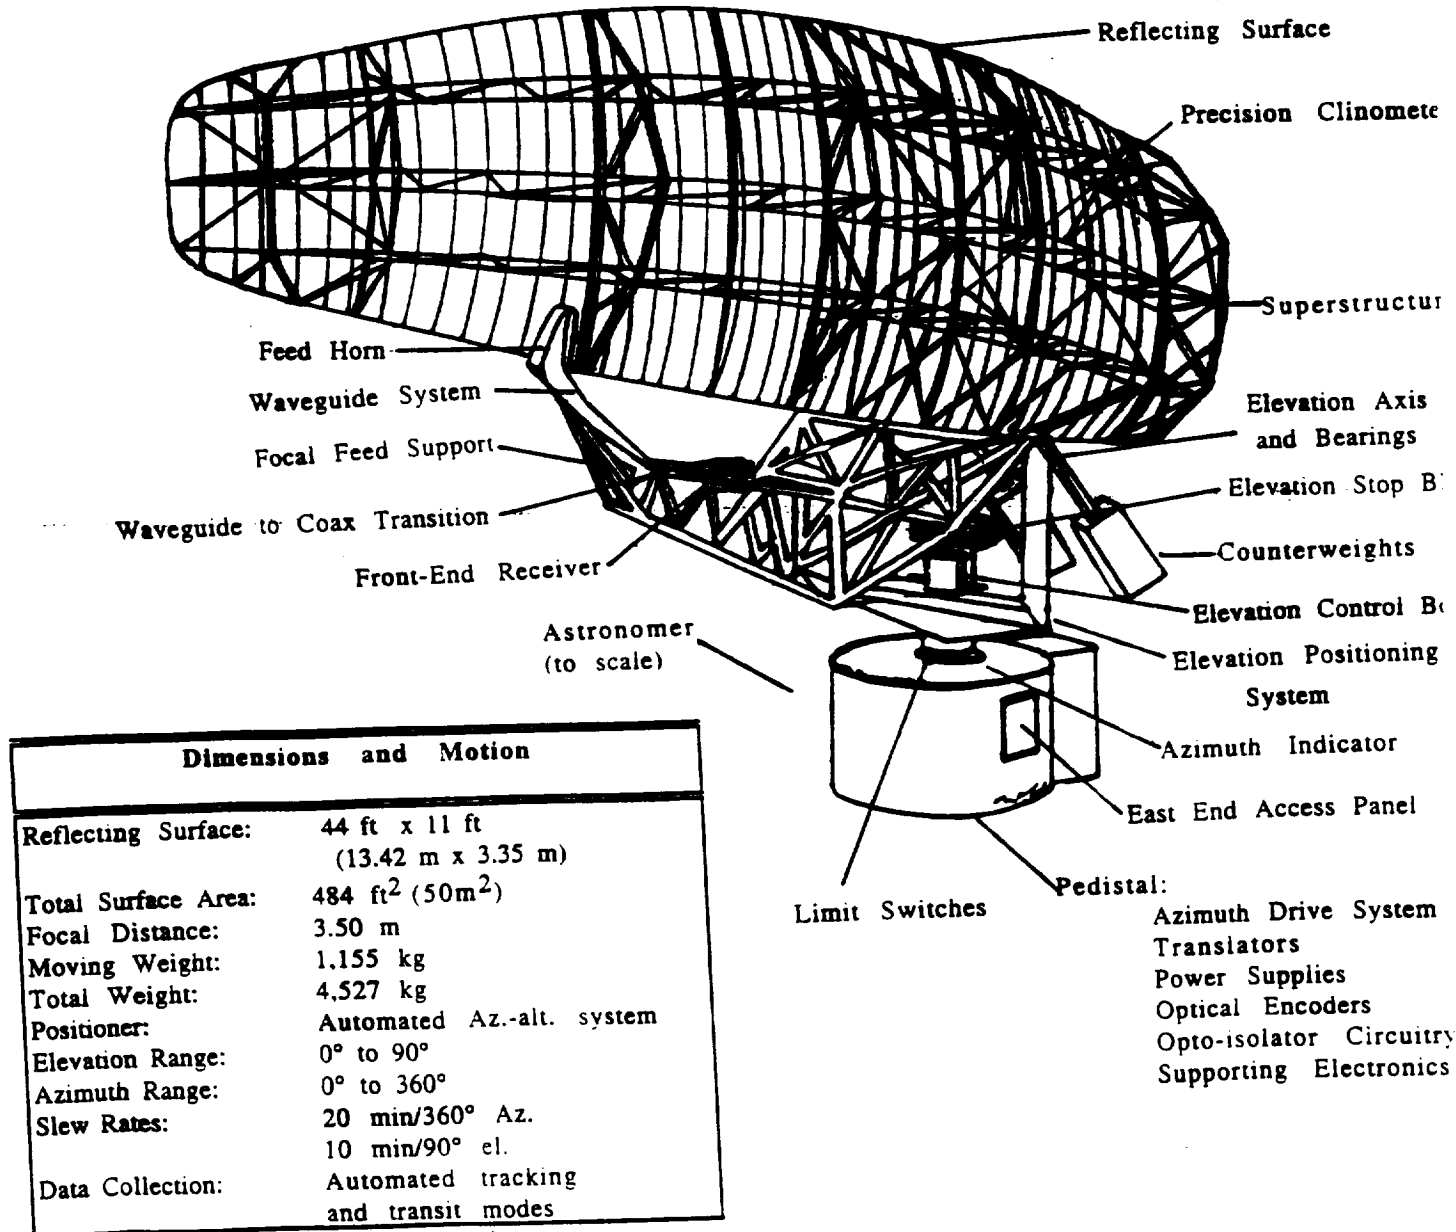 Reflecting Surface
Precision Clinomete
Superstructur
Feed Horn
Waveguide System
Elevation Axis
and Bearings
Focal Feed Support
Elevation Stop B
Waveguide to Coax Transition
Counterweights
Front-End Receiver
Elevation Control B
Astronomer
(to scale)
Elevation Positioning
System
Azimuth Indicator
East End Access Panel
Limit Switches
Pedistal:
Azimuth Drive System
Translators
Power Supplies
Optical Encoders
Opto-isolator Circuitry
Supporting Electronics
Dimensions and Motion
Reflecting Surface: 44 ft x 11 ft
(13.42 m x 3.35 m)
Total Surface Area: 484 ft² (50m²)
Focal Distance: 3.50 m
Moving Weight: 1,155 kg
Total Weight: 4,527 kg
Positioner: Automated Az.-alt. system
Elevation Range: 0° to 90°
Azimuth Range: 0° to 360°
Slew Rates: 20 min/360° Az.
10 min/90° el.
Data Collection: Automated tracking
and transit modes